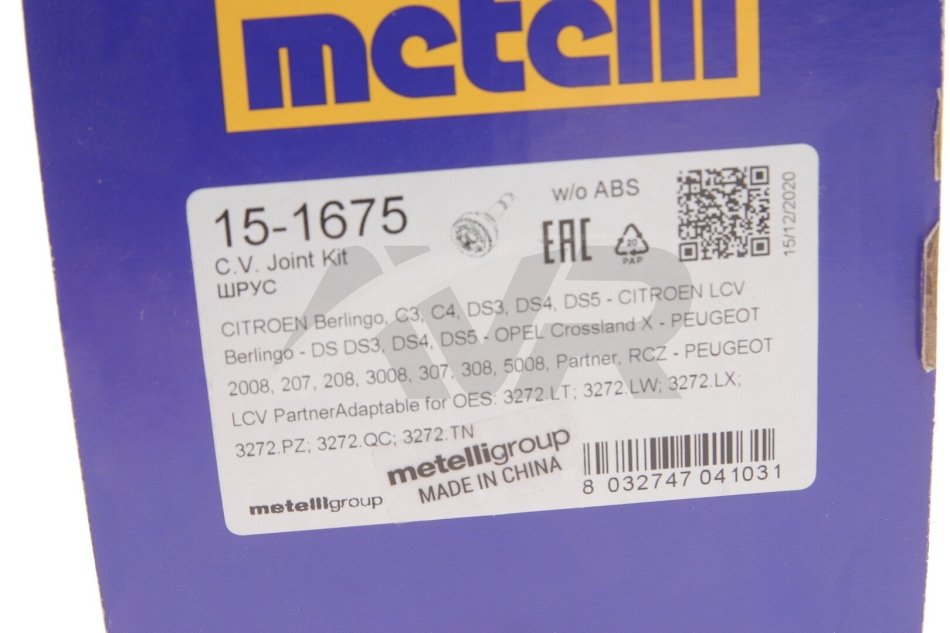 metelli
15-1675
w/o ABS
C.V. Joint Kit
ШРУС
EAC
20
PAP
15/12/2020
CITROEN Berlingo, C3, C4, DS3, DS4, DS5 - CITROEN LCV
Berlingo - DS DS3, DS4, DS5 - OPEL Crossland X - PEUGEOT
2008, 207, 208, 3008, 307, 308, 5008, Partner, RCZ - PEUGEOT
LCV PartnerAdaptable for OES: 3272.LT; 3272.LW; 3272.LX;
3272.PZ; 3272.QC; 3272.TN
metelligroup
metelligroup
MADE IN CHINA
8 032747 041031
VR